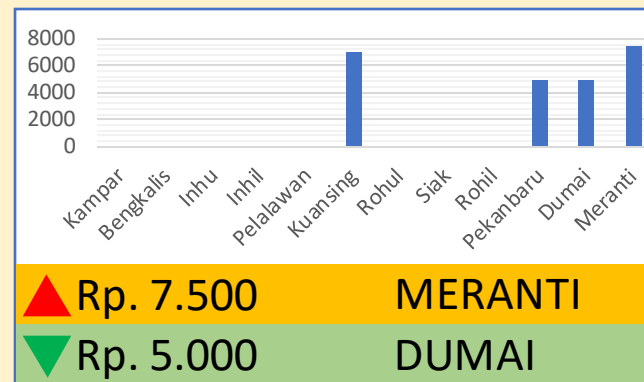 8000
6000
4000
2000
0
Kampar
Bengkalis
Inhu
Inhil
Pelalawan
Kuansing
Rohul
Siak
Rohil
Pekanbaru
Dumai
Meranti
Rp. 7.500 MERANTI
Rp. 5.000 DUMAI